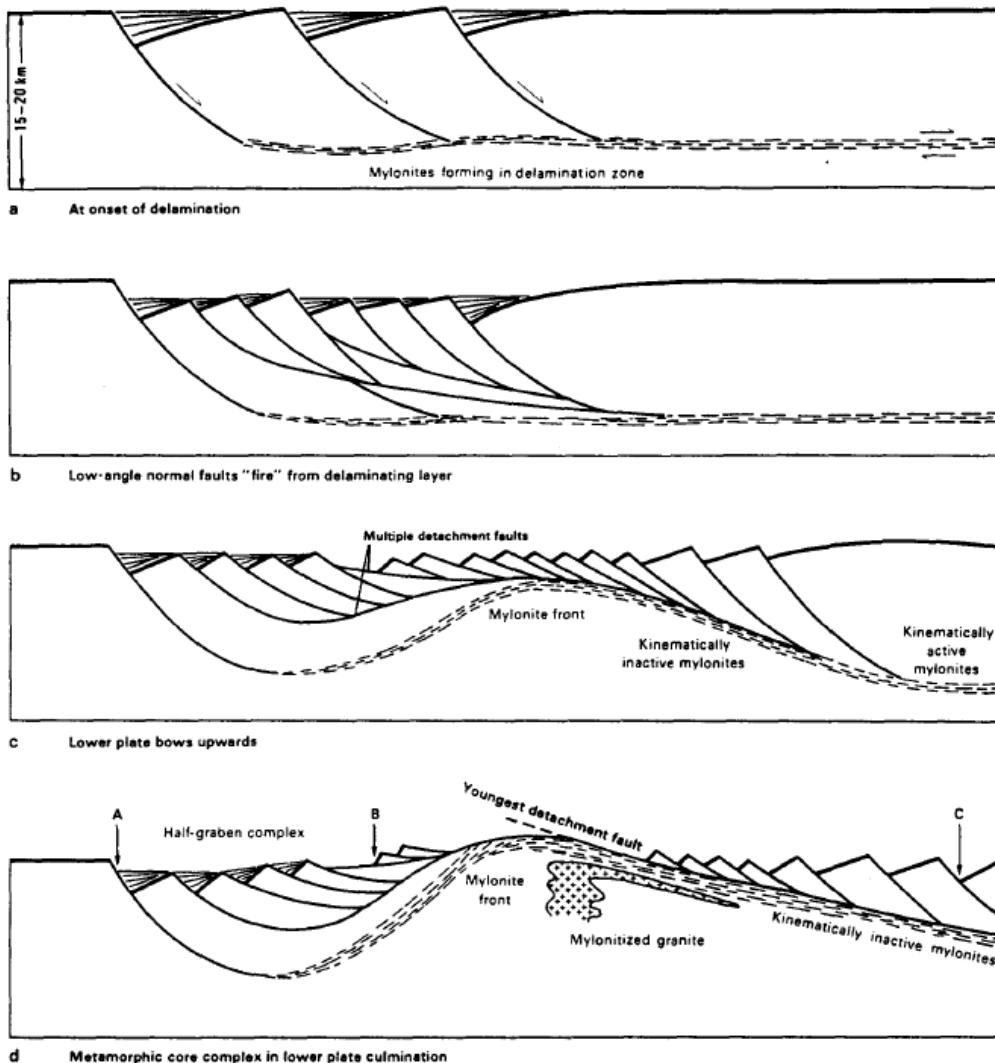 15–20 km
Mylonites forming in delamination zone
a At onset of delamination
b Low-angle normal faults "fire" from delaminating layer
Multiple detachment faults
Mylonite front
Kinematically
inactive mylonites
Kinematically
active
mylonites
c Lower plate bows upwards
A
Half-graben complex
B
Youngest detachment fault
C
Mylonite
front
Mylonitized granite
Kinematically inactive mylonites
d Metamorphic core complex in lower plate culmination